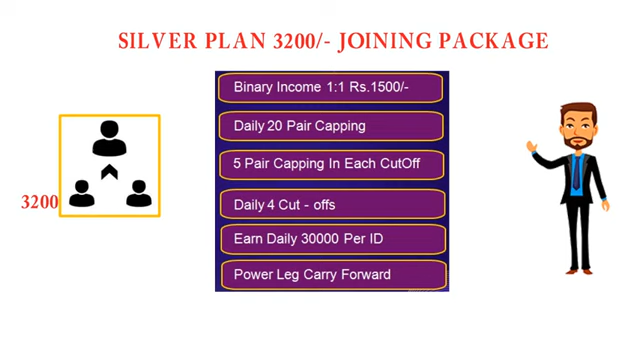 SILVER PLAN 3200/- JOINING PACKAGE
Binary Income 1:1 Rs.1500/-
Daily 20 Pair Capping
5 Pair Capping In Each CutOff
3200
Daily 4 Cut - offs
Earn Daily 30000 Per ID
Power Leg Carry Forward